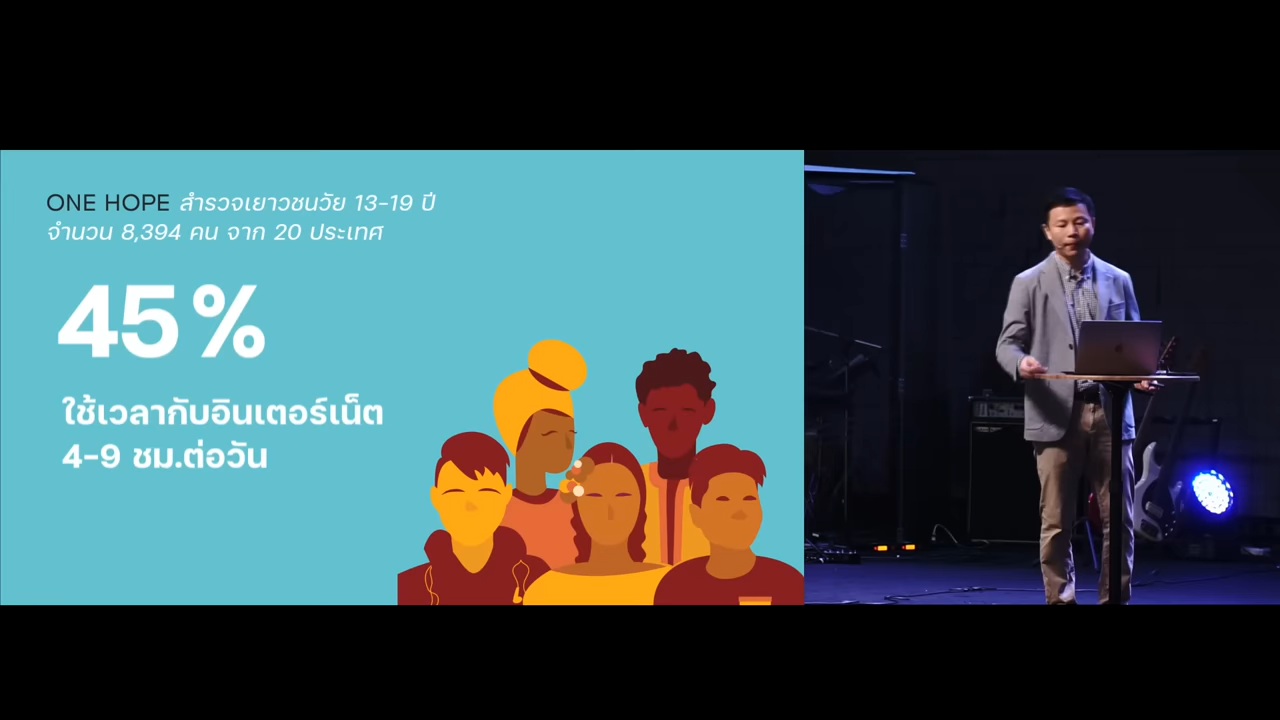 ONE HOPE สำรวจเยาวชนวัย 13-19 ปี
จำนวน 8,394 คน จาก 20 ประเทศ
45%
ใช้เวลากับอินเตอร์เน็ต
4-9 ชม.ต่อวัน